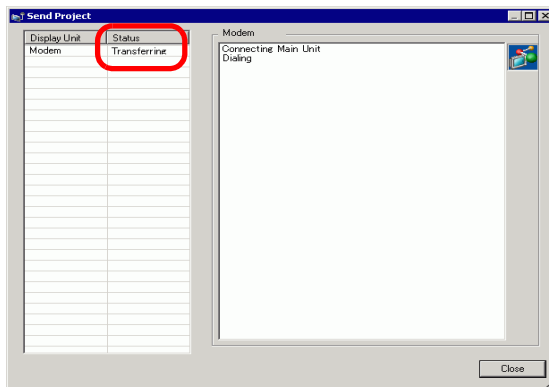 Send Project
Display Unit Status
Modem Transferring
Modem
Connecting Main Unit
Dialing
Close